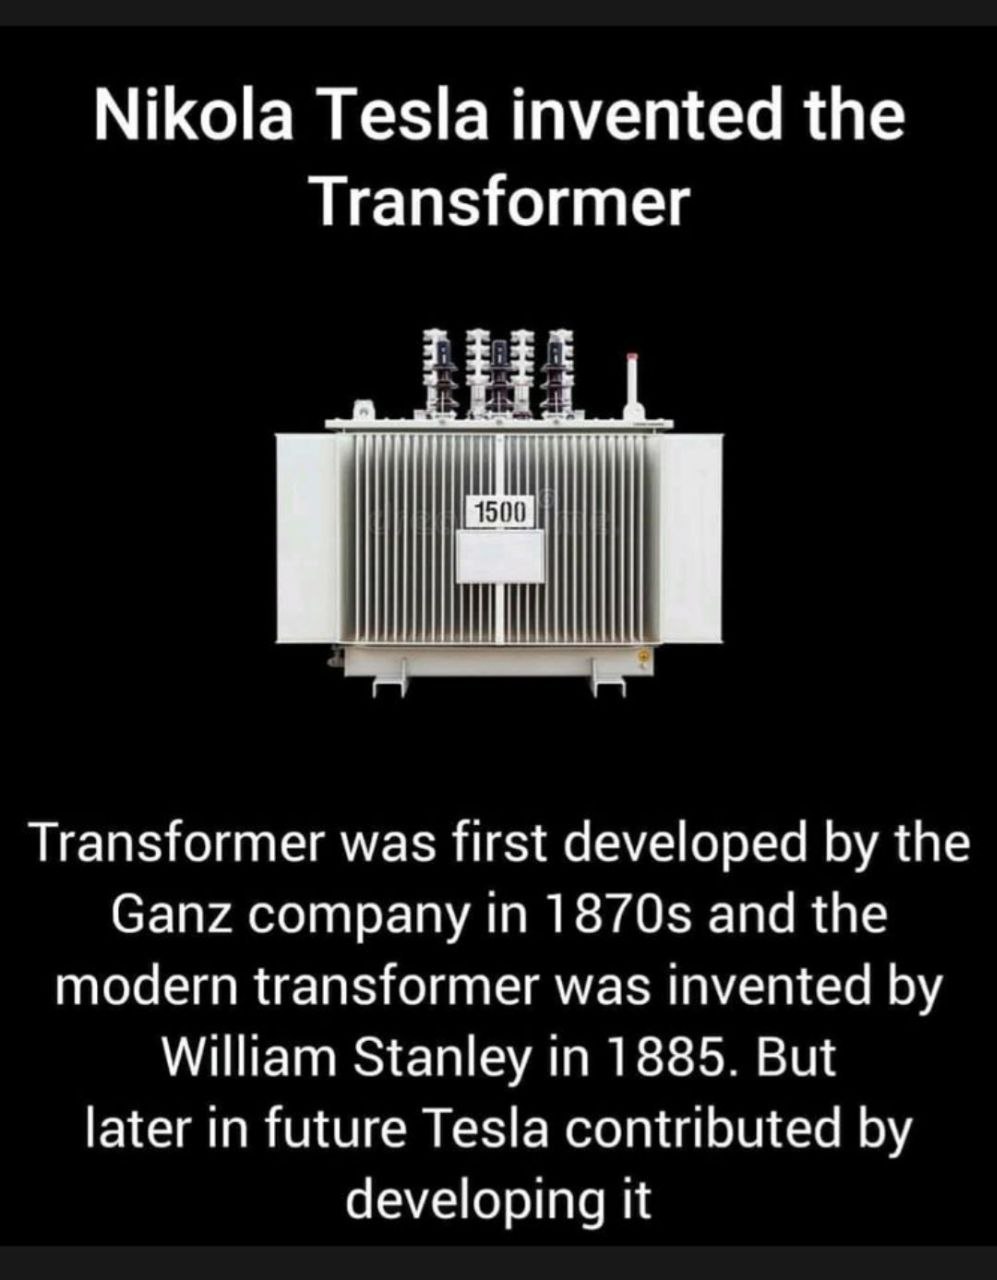 Nikola Tesla invented the
Transformer
1500
Transformer was first developed by the
Ganz company in 1870s and the
modern transformer was invented by
William Stanley in 1885. But
later in future Tesla contributed by
developing it